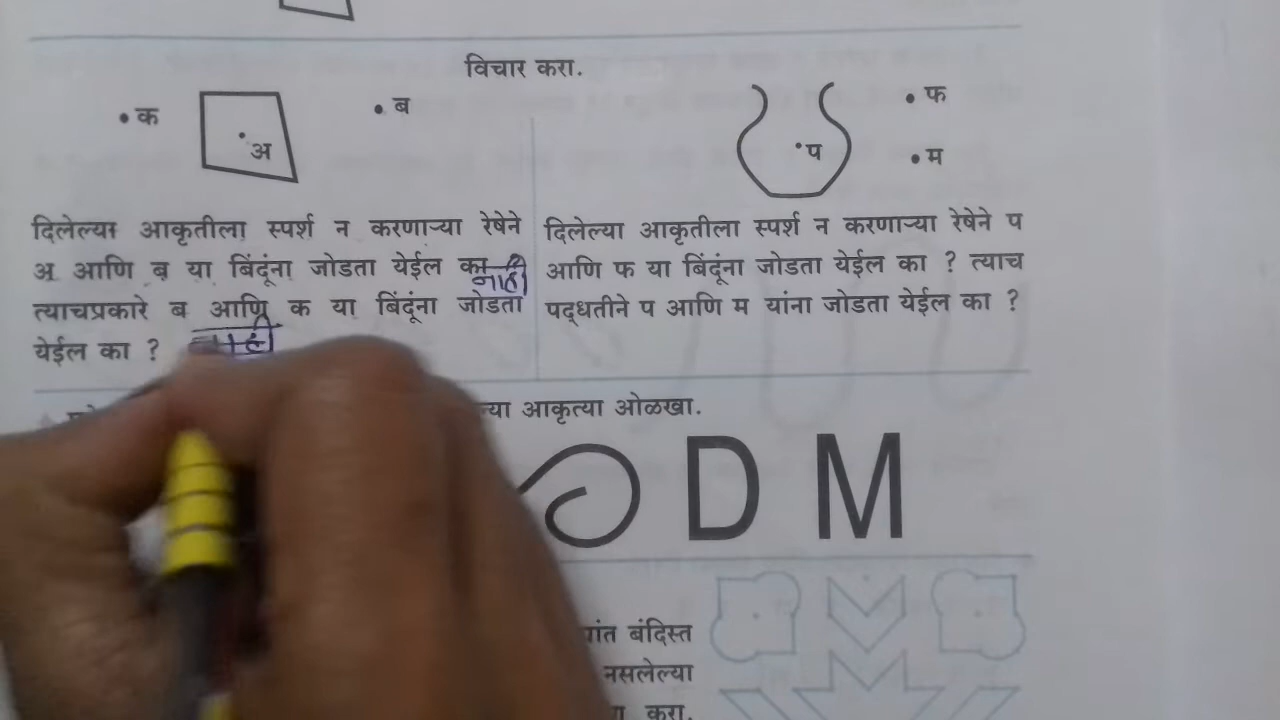 विचार करा.
• क
अ
• ब
प
• फ
• म
दिलेल्या आकृतीला स्पर्श न करणाऱ्या रेषेने
अ आणि ब या बिंदूंना जोडता येईल का नाही
त्याचप्रकारे ब आणि क या बिंदूंना जोडता
येईल का ? नाही
दिलेल्या आकृतीला स्पर्श न करणाऱ्या रेषेने प
आणि फ या बिंदूंना जोडता येईल का ? त्याच
पद्धतीने प आणि म यांना जोडता येईल का ?
आकृत्या ओळखा.
D M
बंदिस्त
नसलेल्या
करा.